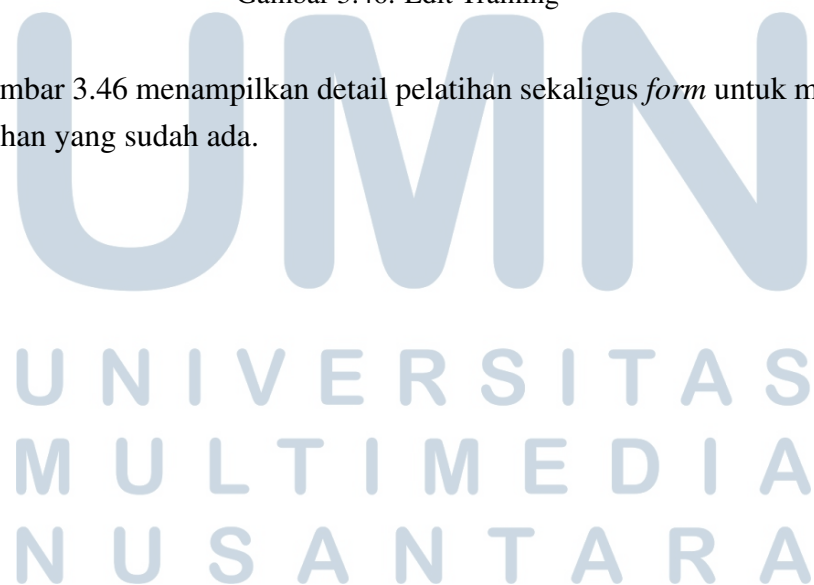 Gambar 3.46: Edit Training
mbar 3.46 menampilkan detail pelatihan sekaligus form untuk m
han yang sudah ada.
UMN
UNIVERSITAS
MULTIMEDIA
NUSANTARA